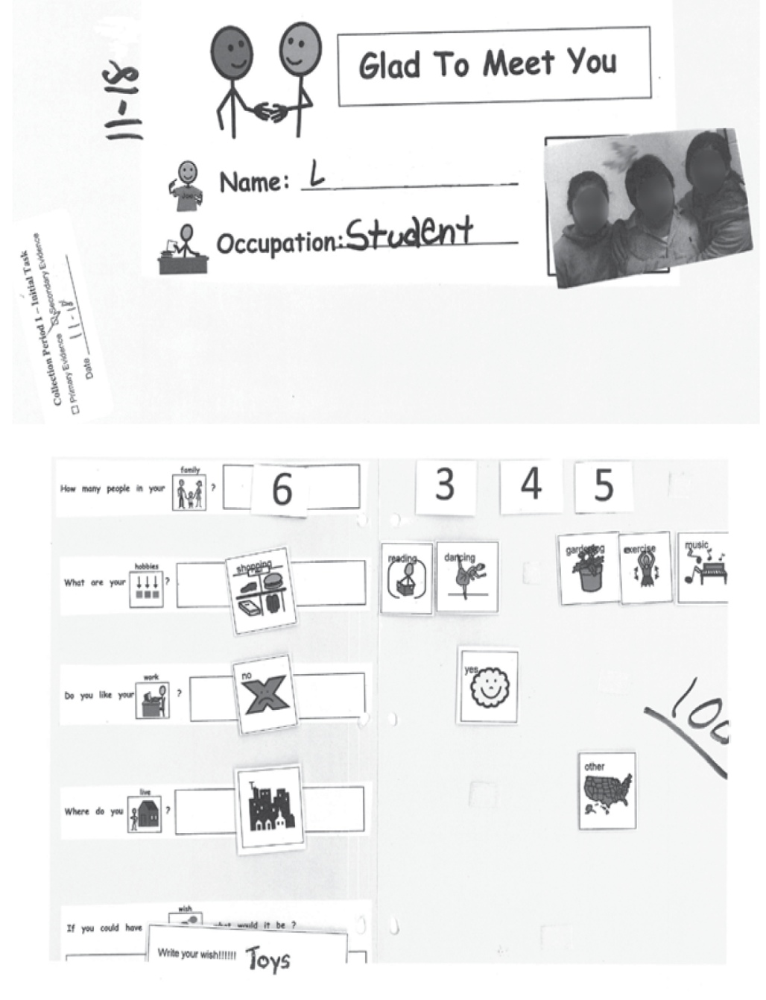 11-18
Glad To Meet You
Name: L
Occupation: Student
Collection Period 1 – Initial Task
Primary Evidence Secondary Evidence
Date 11-18
How many people in your family ? 6
3 4 5
What are your hobbies ? shopping
reading dancing gardening exercise music
Do you like your work ? no
yes
100
Where do you live ?
other
If you could have wish what would it be ?
Write your wish!!!!!! Toys